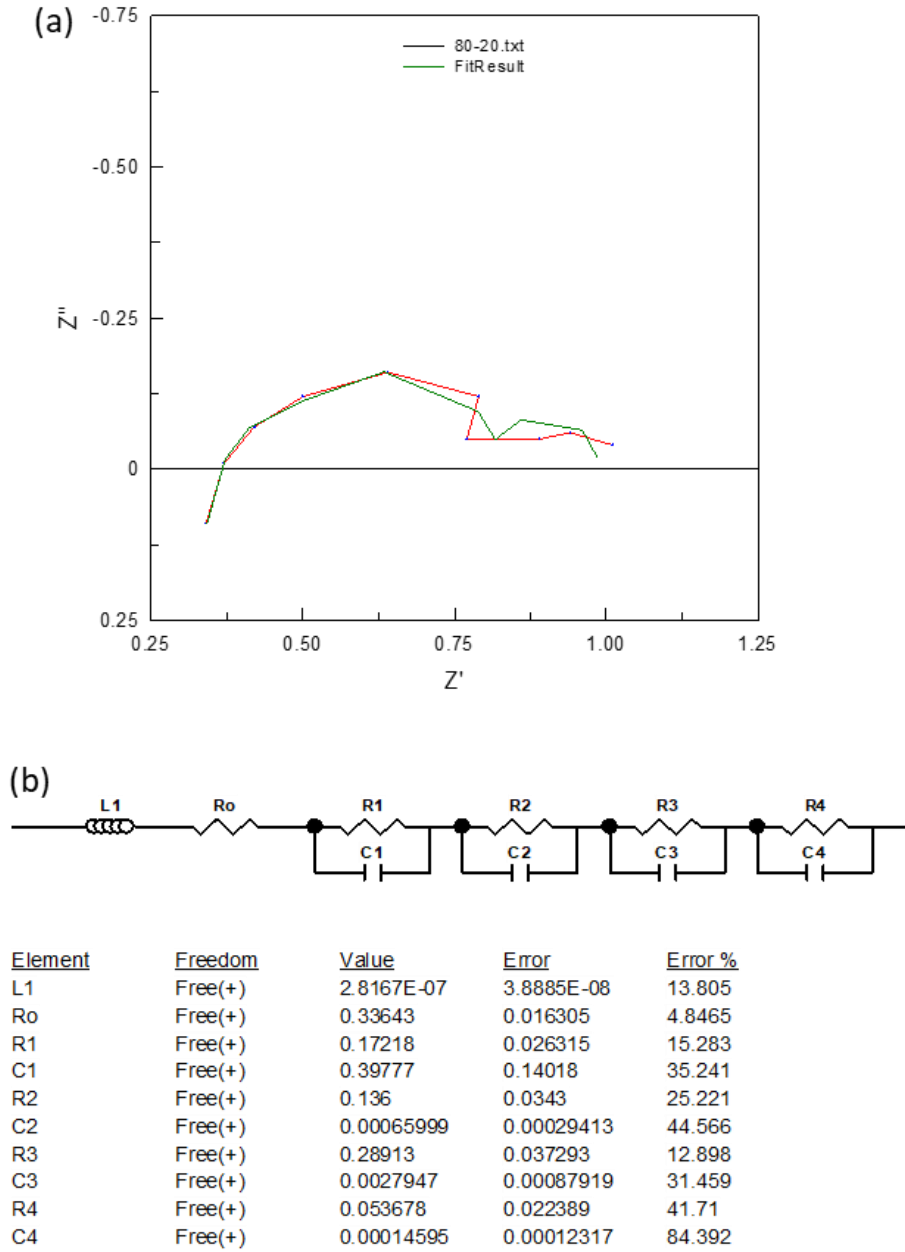 (a)
80-20.txt
FitResult
-0.75
-0.50
-0.25
0
0.25
Z''
0.25 0.50 0.75 1.00 1.25
Z'
(b)
L1 Ro R1 R2 R3 R4
C1 C2 C3 C4
Element Freedom Value Error Error %
L1 Free(+) 2.8167E-07 3.8885E-08 13.805
Ro Free(+) 0.33643 0.016305 4.8465
R1 Free(+) 0.17218 0.026315 15.283
C1 Free(+) 0.39777 0.14018 35.241
R2 Free(+) 0.136 0.0343 25.221
C2 Free(+) 0.00065999 0.00029413 44.566
R3 Free(+) 0.28913 0.037293 12.898
C3 Free(+) 0.0027947 0.00087919 31.459
R4 Free(+) 0.053678 0.022389 41.71
C4 Free(+) 0.00014595 0.00012317 84.392